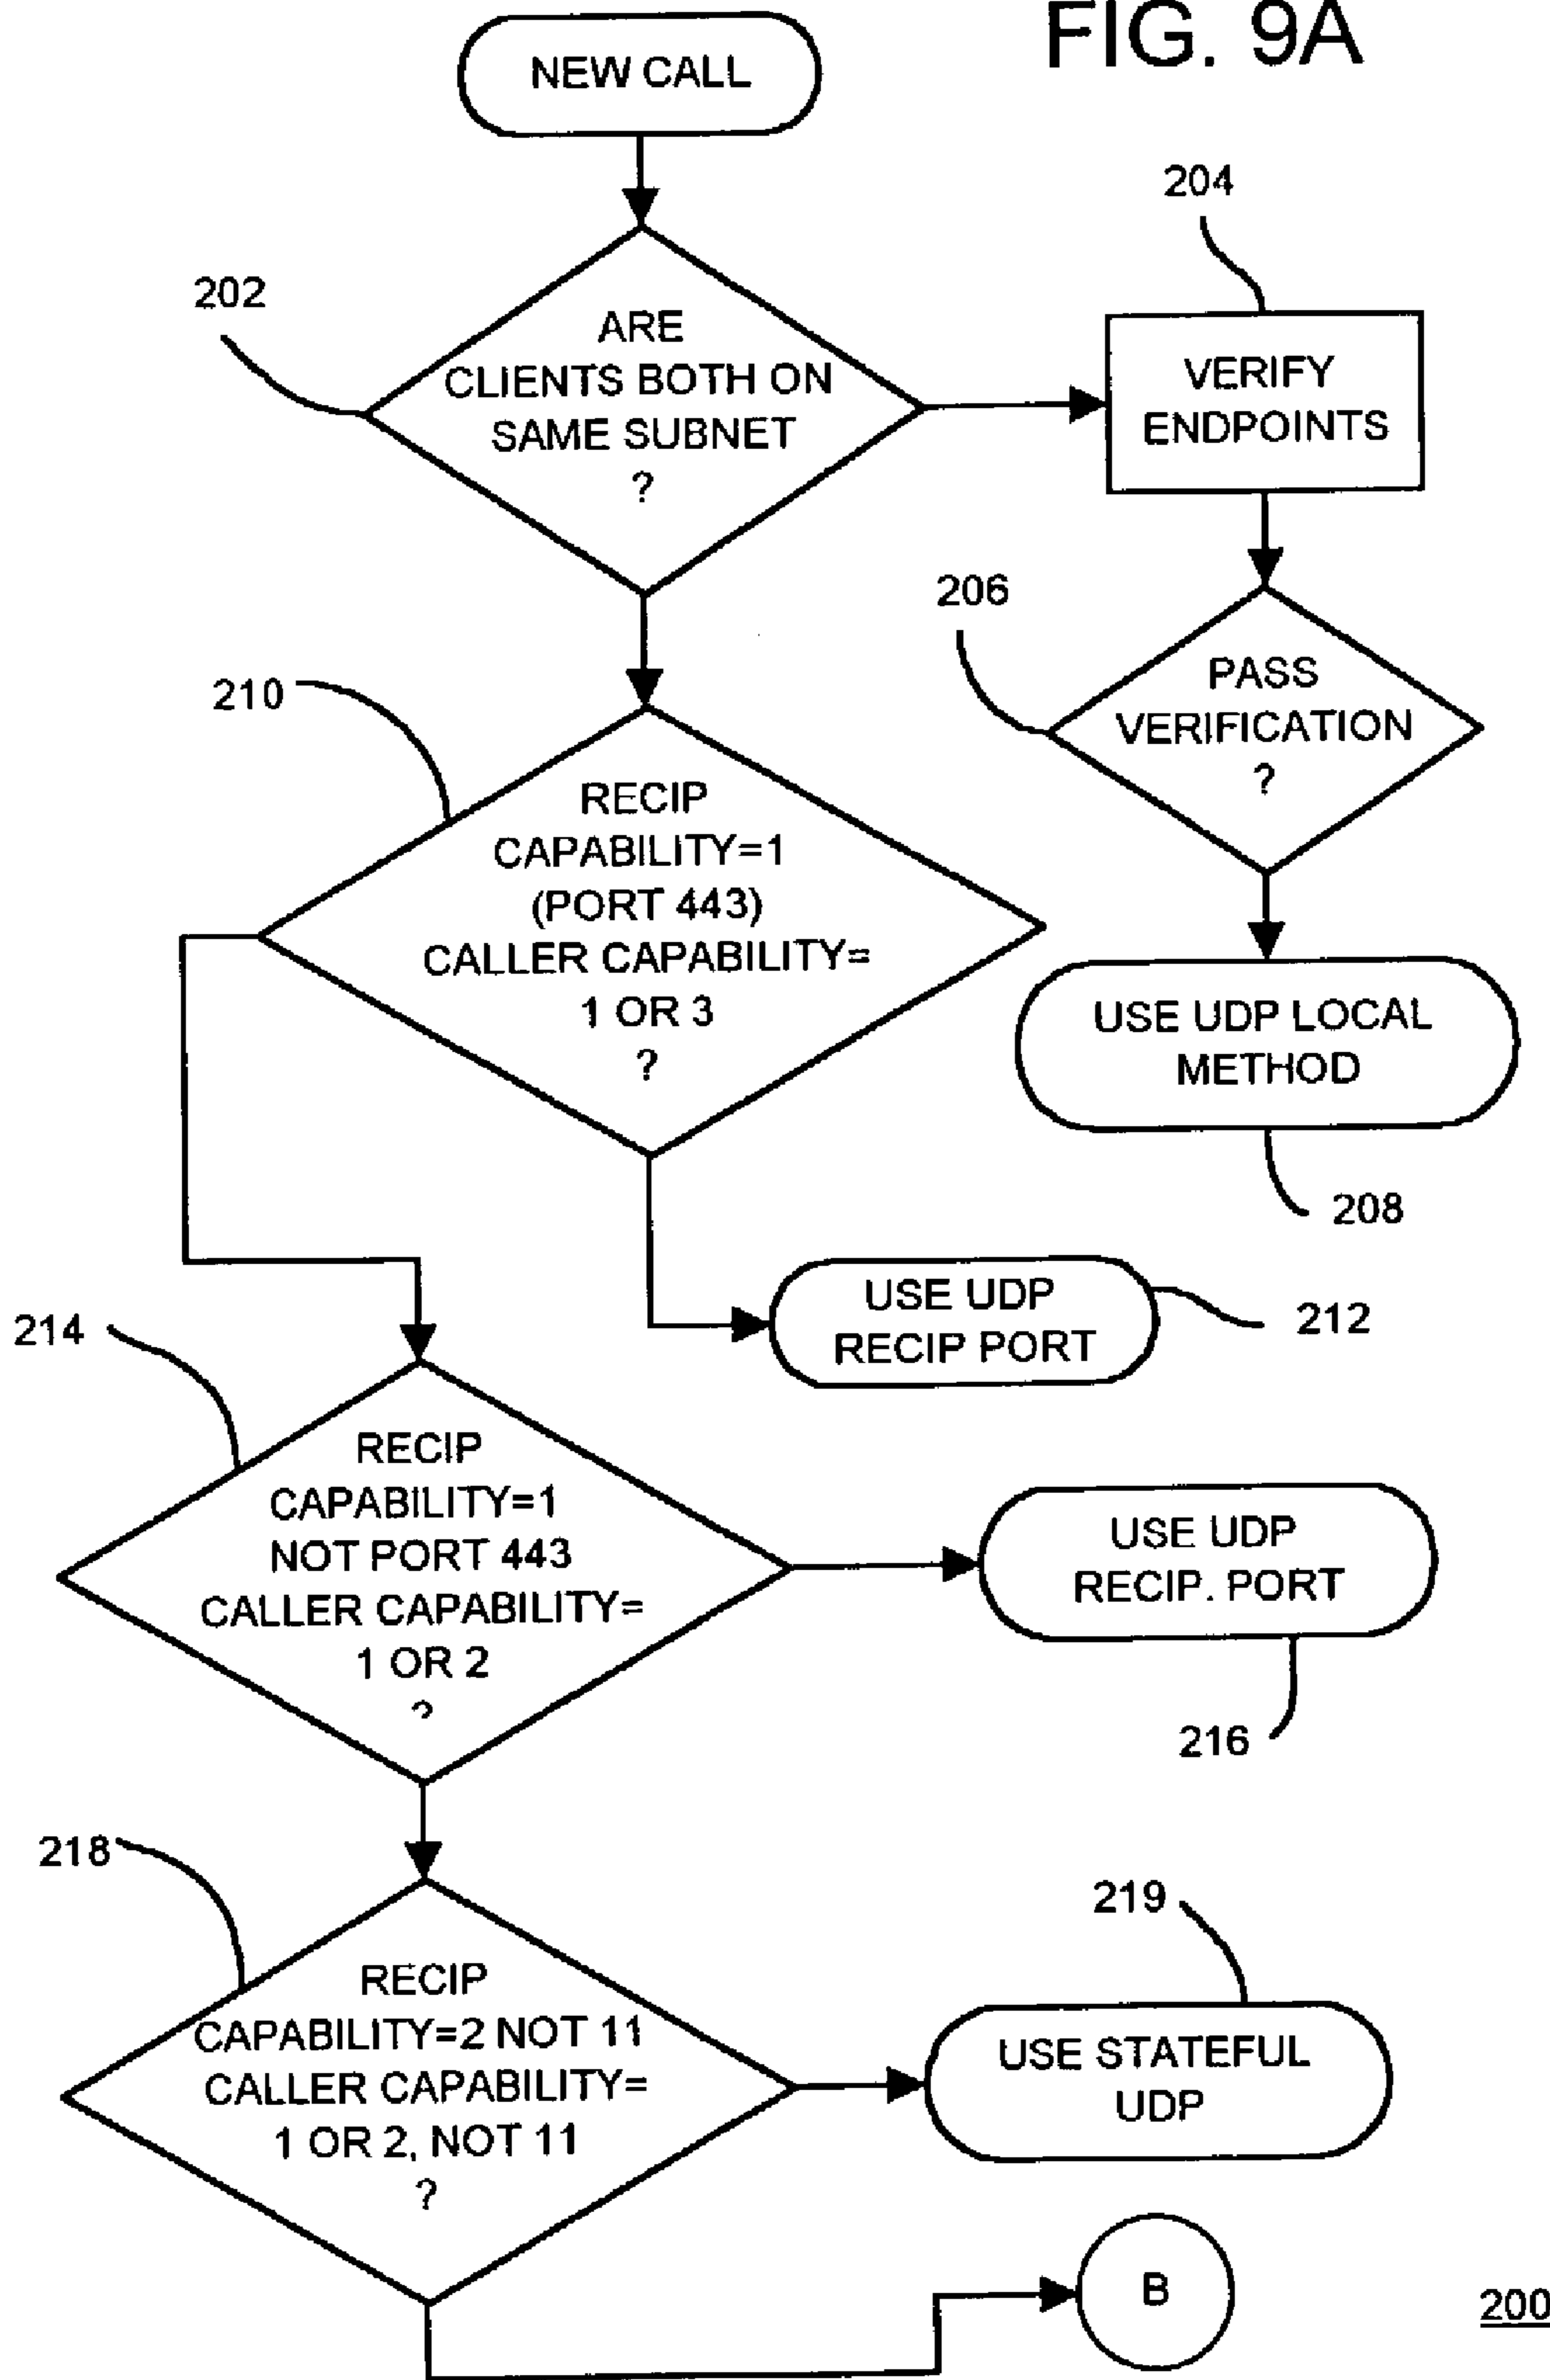 FIG. 9A
NEW CALL
202
ARE
CLIENTS BOTH ON
SAME SUBNET
?
204
VERIFY
ENDPOINTS
206
PASS
VERIFICATION
?
USE UDP LOCAL
METHOD
208
210
RECIP
CAPABILITY=1
(PORT 443)
CALLER CAPABILITY=
1 OR 3
?
USE UDP
RECIP PORT
212
214
RECIP
CAPABILITY=1
NOT PORT 443
CALLER CAPABILITY=
1 OR 2
?
USE UDP
RECIP. PORT
216
218
RECIP
CAPABILITY=2 NOT 11
CALLER CAPABILITY=
1 OR 2, NOT 11
?
219
USE STATEFUL
UDP
B
200